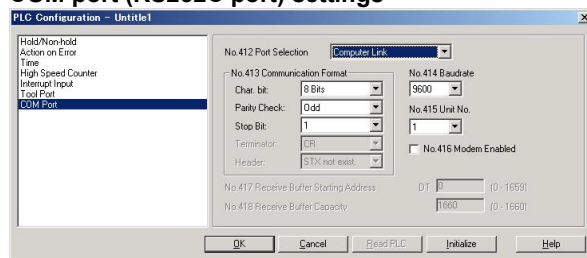 COM port (RS232C port) settings
PLC Configuration - Untitle1
Hold/Non-hold
Action on Error
Time
High Speed Counter
Interrupt Input
Tool Port
COM Port
No.412 Port Selection Computer Link
No.413 Communication Format
Char. bit: 8 Bits
Parity Check: Odd
Stop Bit: 1
Terminator: CR
Header: STX not exist.
No.414 Baudrate
9600
No.415 Unit No.
1
No.416 Modem Enabled
No.417 Receive Buffer Starting Address DT 0 (0 - 1659)
No.418 Receive Buffer Capacity 1660 (0 - 1660)
OK Cancel Read PLC Initialize Help